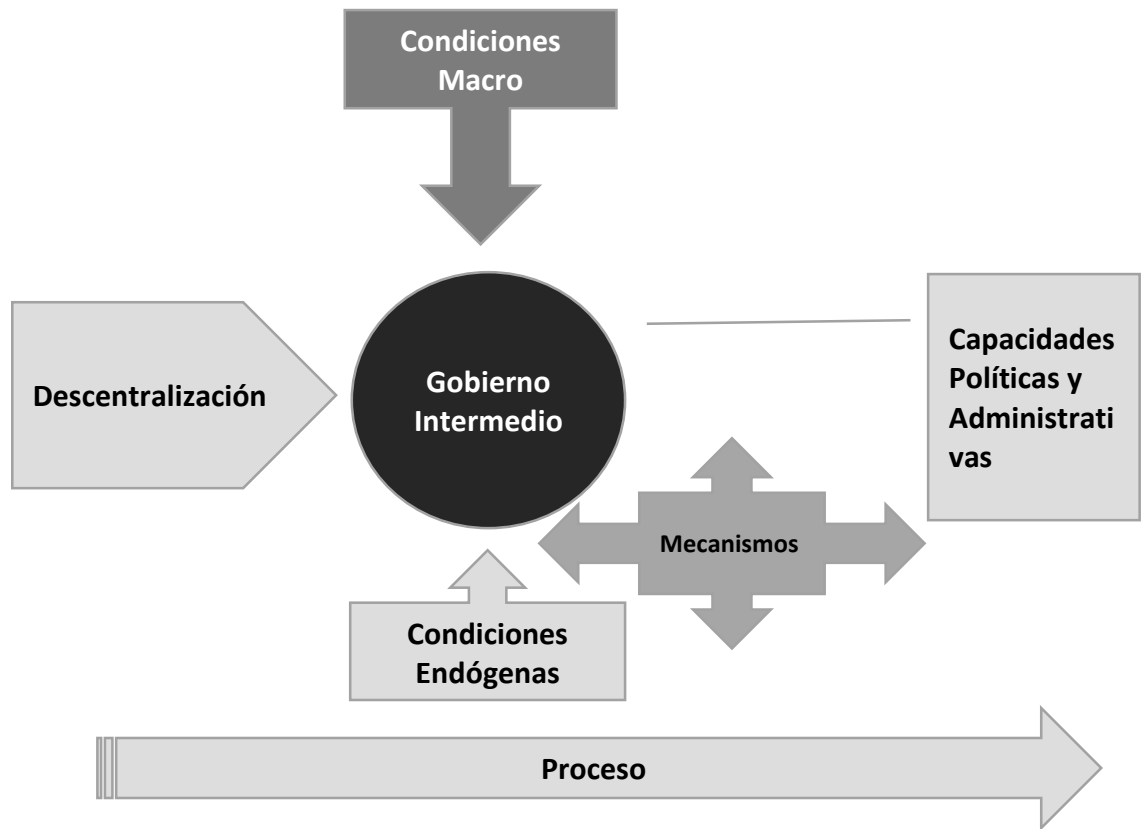 Condiciones
Macro
Descentralización
Gobierno
Intermedio
Capacidades
Políticas y
Administrati
vas
Mecanismos
Condiciones
Endógenas
Proceso